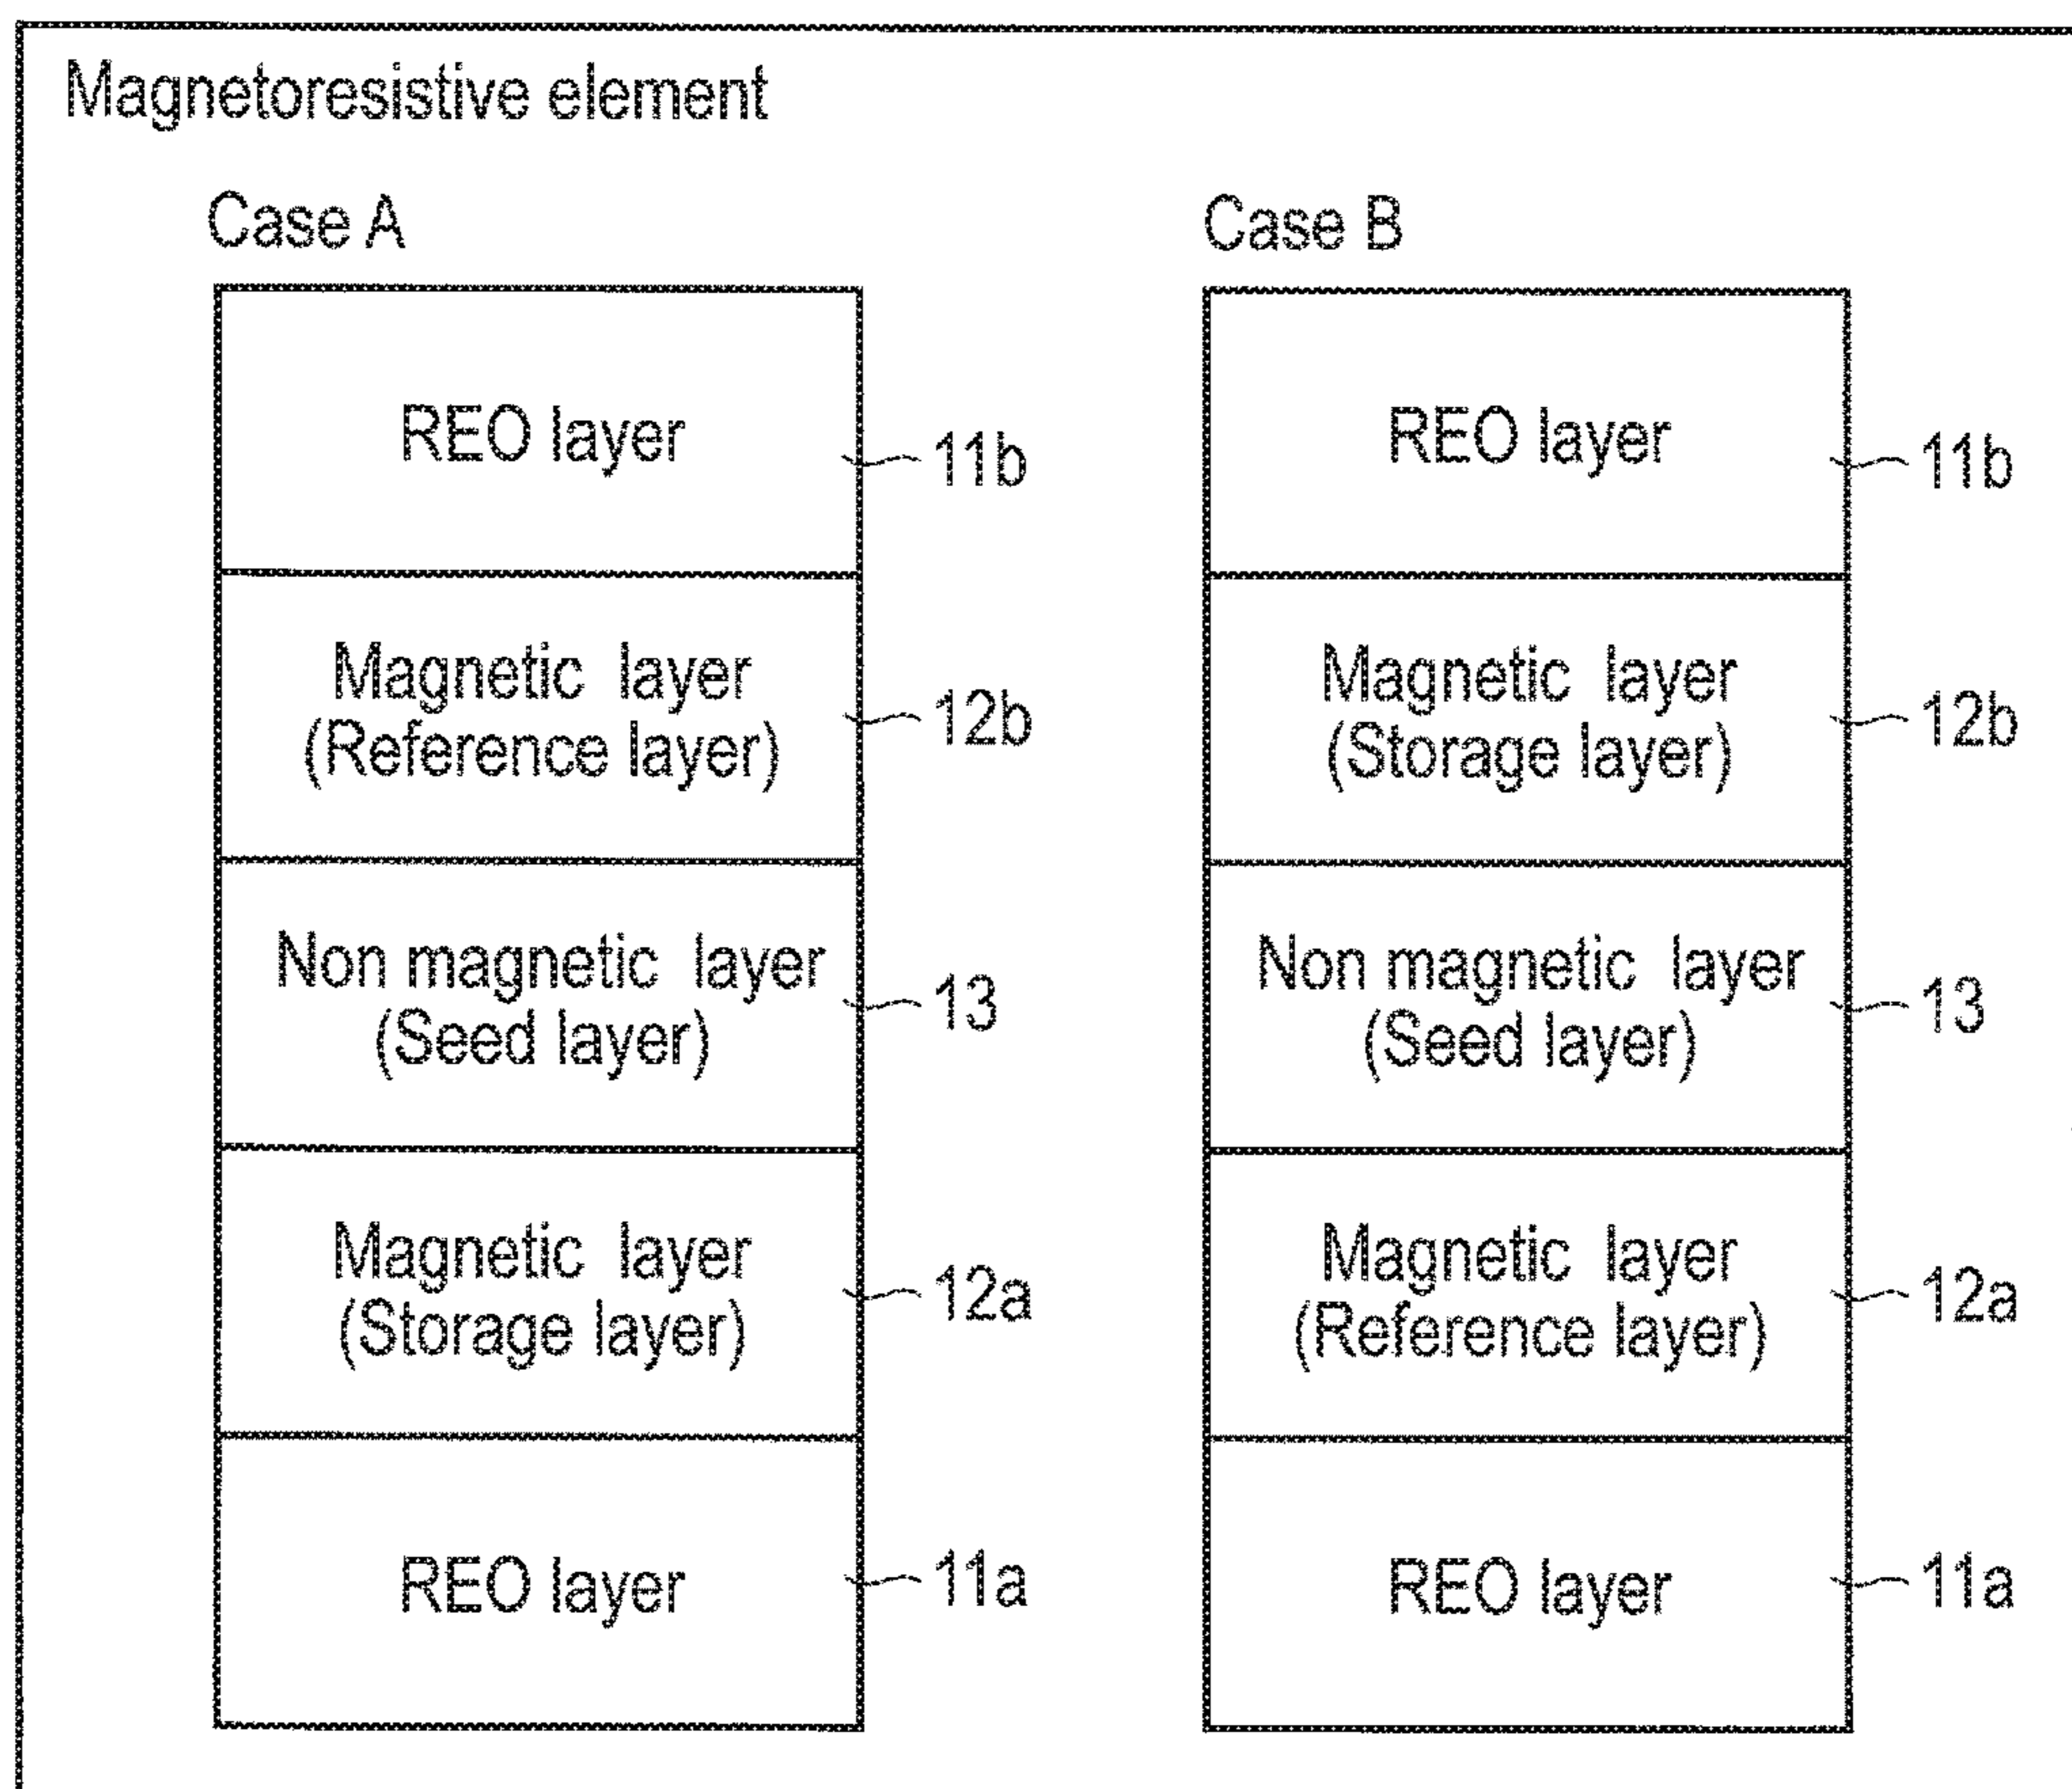 Magnetoresistive element
Case A
REO layer
11b
Magnetic layer
(Reference layer)
12b
Non magnetic layer
(Seed layer)
13
Magnetic layer
(Storage layer)
12a
REO layer
11a
Case B
REO layer
11b
Magnetic layer
(Storage layer)
12b
Non magnetic layer
(Seed layer)
13
Magnetic layer
(Reference layer)
12a
REO layer
11a